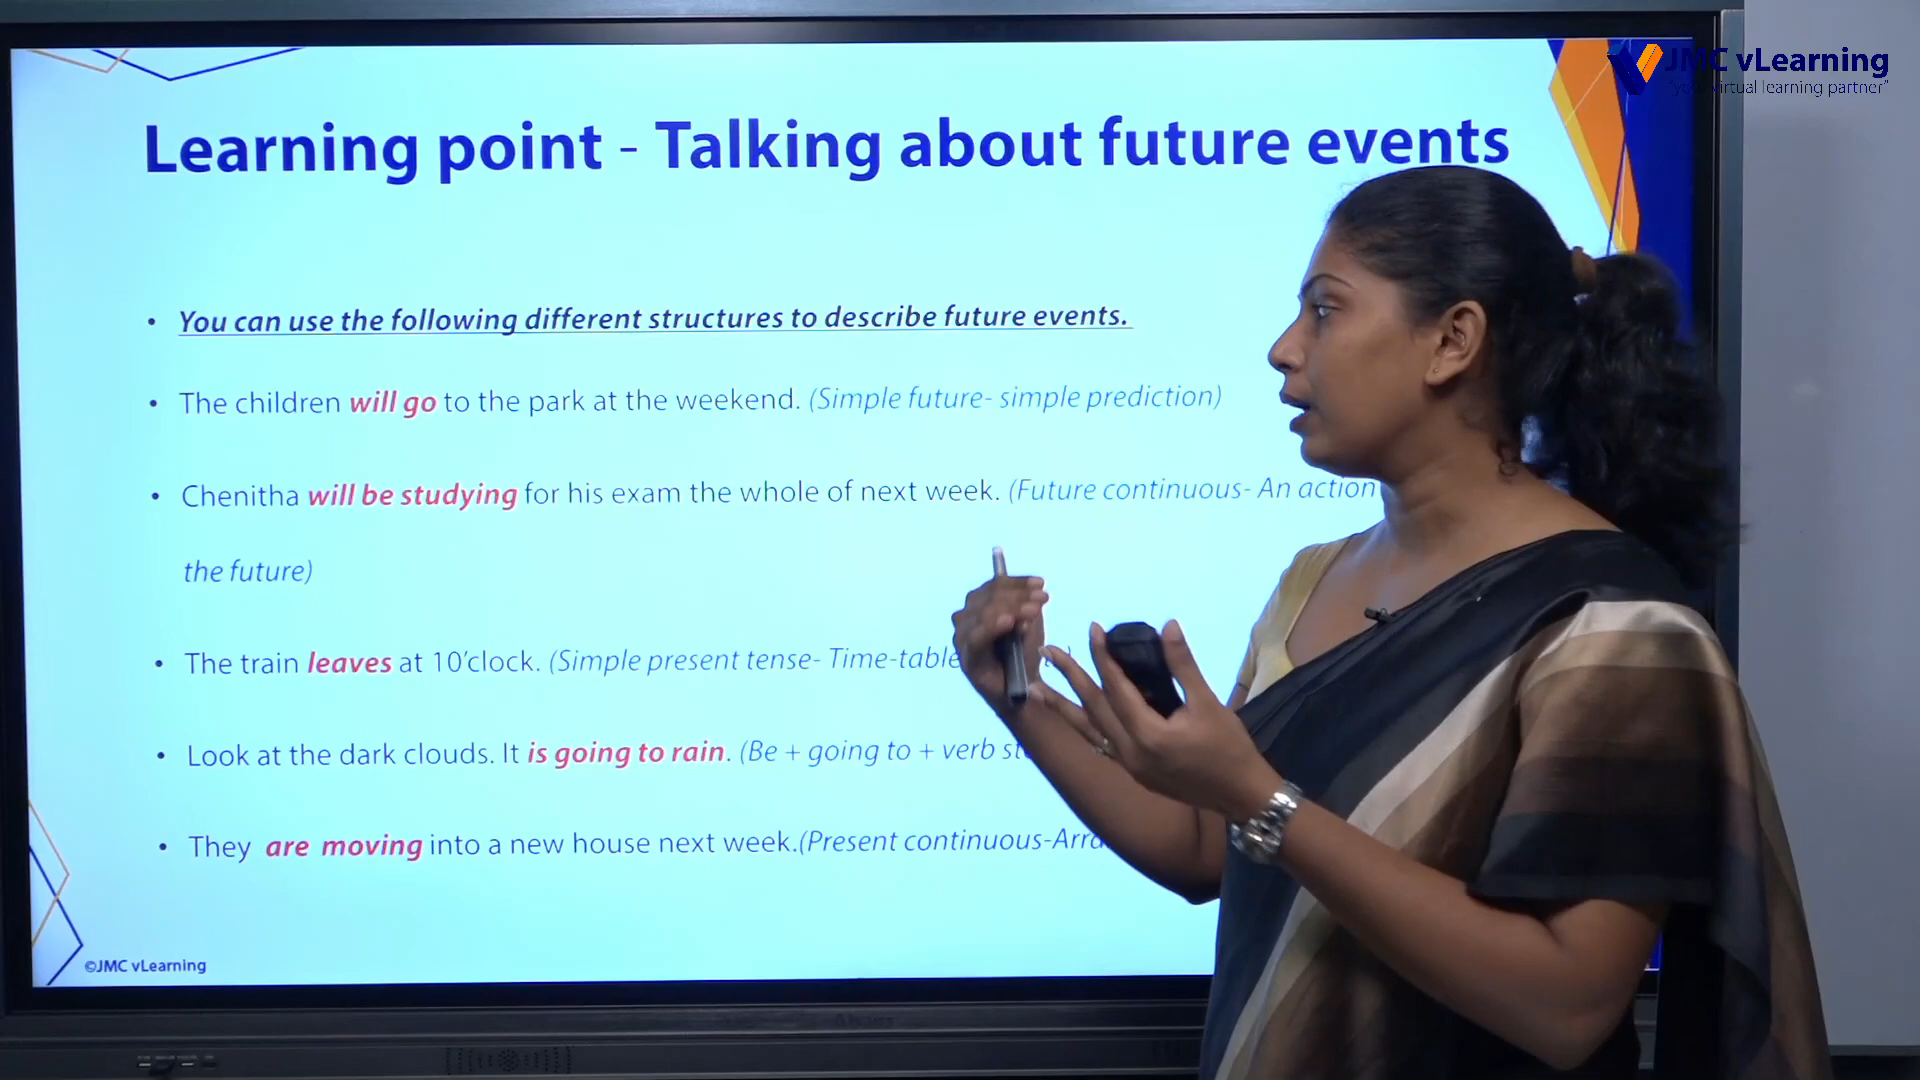 JMC vLearning
"your virtual learning partner"
Learning point - Talking about future events
• You can use the following different structures to describe future events.
• The children will go to the park at the weekend. (Simple future- simple prediction)
• Chenitha will be studying for his exam the whole of next week. (Future continuous- An action
the future)
• The train leaves at 10'clock. (Simple present tense- Time-table
• Look at the dark clouds. It is going to rain. (Be + going to + verb
• They are moving into a new house next week.(Present continuous-
©JMC vLearning